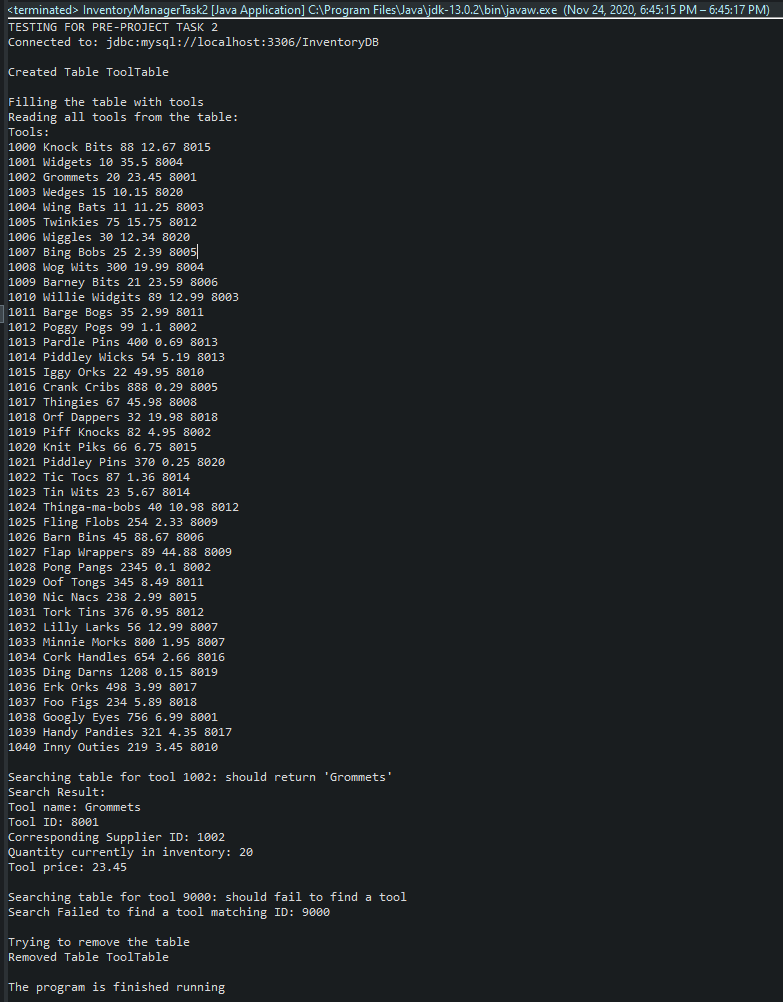 <terminated> InventoryManagerTask2 [Java Application] C:\Program Files\Java\jdk-13.0.2\bin\javaw.exe (Nov 24, 2020, 6:45:15 PM – 6:45:17 PM)
TESTING FOR PRE-PROJECT TASK 2
Connected to: jdbc:mysql://localhost:3306/InventoryDB
Created Table ToolTable
Filling the table with tools
Reading all tools from the table:
Tools:
1000 Knock Bits 88 12.67 8015
1001 Widgets 10 35.5 8004
1002 Grommets 20 23.45 8001
1003 Wedges 15 10.15 8020
1004 Wing Bats 11 11.25 8003
1005 Twinkies 75 15.75 8012
1006 Wiggles 30 12.34 8020
1007 Bing Bobs 25 2.39 8005
1008 Wog Wits 300 19.99 8004
1009 Barney Bits 21 23.59 8006
1010 Willie Widgits 89 12.99 8003
1011 Barge Bogs 35 2.99 8011
1012 Poggy Pogs 99 1.1 8002
1013 Pardle Pins 400 0.69 8013
1014 Piddley Wicks 54 5.19 8013
1015 Iggy Orks 22 49.95 8010
1016 Crank Cribs 888 0.29 8005
1017 Thingies 67 45.98 8008
1018 Orf Dappers 32 19.98 8018
1019 Piff Knocks 82 4.95 8002
1020 Knit Piks 66 6.75 8015
1021 Piddley Pins 370 0.25 8020
1022 Tic Tocs 87 1.36 8014
1023 Tin Wits 23 5.67 8014
1024 Thinga-ma-bobs 40 10.98 8012
1025 Fling Flobs 254 2.33 8009
1026 Barn Bins 45 88.67 8006
1027 Flap Wrappers 89 44.88 8009
1028 Pong Pangs 2345 0.1 8002
1029 Oof Tongs 345 8.49 8011
1030 Nic Nacs 238 2.99 8015
1031 Tork Tins 376 0.95 8012
1032 Lilly Larks 56 12.99 8007
1033 Minnie Morks 800 1.95 8007
1034 Cork Handles 654 2.66 8016
1035 Ding Darns 1208 0.15 8019
1036 Erk Orks 498 3.99 8017
1037 Foo Figs 234 5.89 8018
1038 Googly Eyes 756 6.99 8001
1039 Handy Pandies 321 4.35 8017
1040 Inny Outies 219 3.45 8010
Searching table for tool 1002: should return 'Grommets'
Search Result:
Tool name: Grommets
Tool ID: 8001
Corresponding Supplier ID: 1002
Quantity currently in inventory: 20
Tool price: 23.45
Searching table for tool 9000: should fail to find a tool
Search Failed to find a tool matching ID: 9000
Trying to remove the table
Removed Table ToolTable
The program is finished running